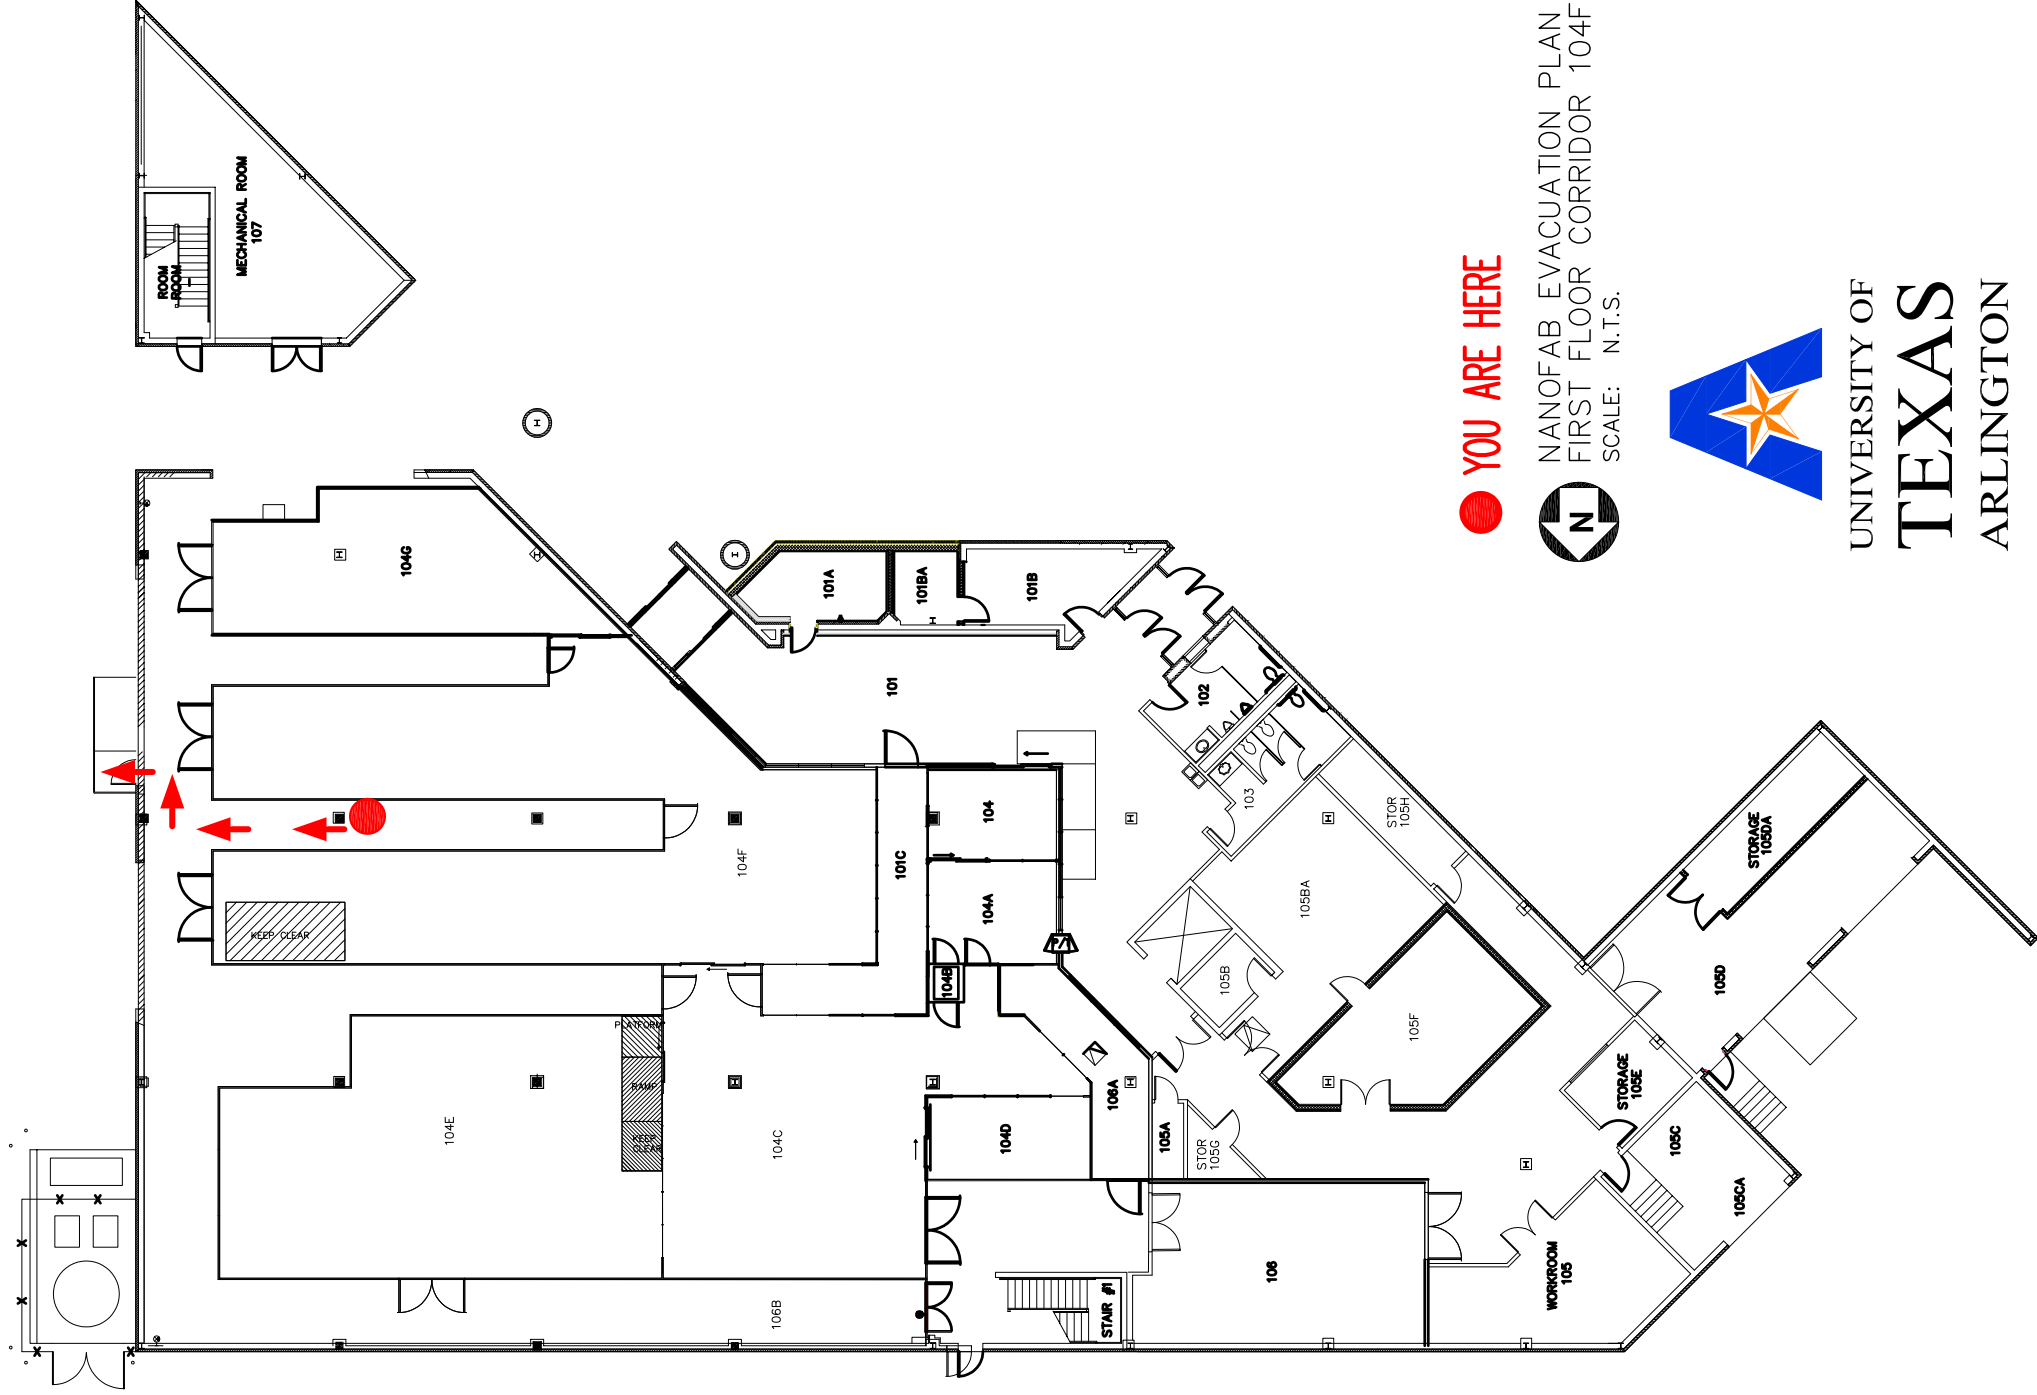 YOU ARE HERE
NANOFAB EVACUATION PLAN
FIRST FLOOR CORRIDOR 104F
SCALE: N.T.S.
N
UNIVERSITY OF
TEXAS
ARLINGTON
ROOM
ROOM
MECHANICAL ROOM
107
104G
101A
101BA
101B
101
102
103
104
104A
104B
101C
104F
KEEP CLEAR
STOR
105H
105BA
105B
105F
STORAGE
105DA
105D
STORAGE
105E
105C
105CA
PLATFORM
RAMP
KEEP
CLEAR
104E
104C
104D
106A
105A
STOR
105G
106
WORKROOM
105
STAIR #1
106B